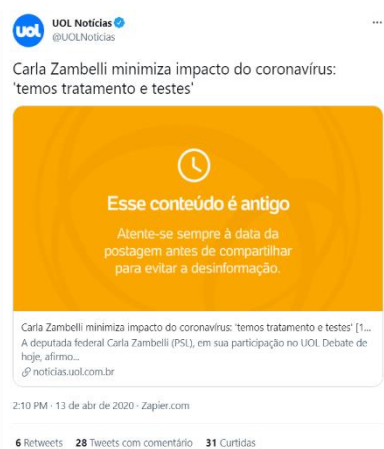 UOL Notícias
@UOLNoticias
...
Carla Zambelli minimiza impacto do coronavírus:
'temos tratamento e testes'
uol
Esse conteúdo é antigo
Atente-se sempre à data da
postagem antes de compartilhar
para evitar a desinformação.
Carla Zambelli minimiza impacto do coronavírus: 'temos tratamento e testes' [1...
A deputada federal Carla Zambelli (PSL), em sua participação no UOL Debate de
hoje, afirmo...
noticias.uol.com.br
2:10 PM · 13 de abr de 2020 · Zapier.com
6 Retweets 28 Tweets com comentário 31 Curtidas